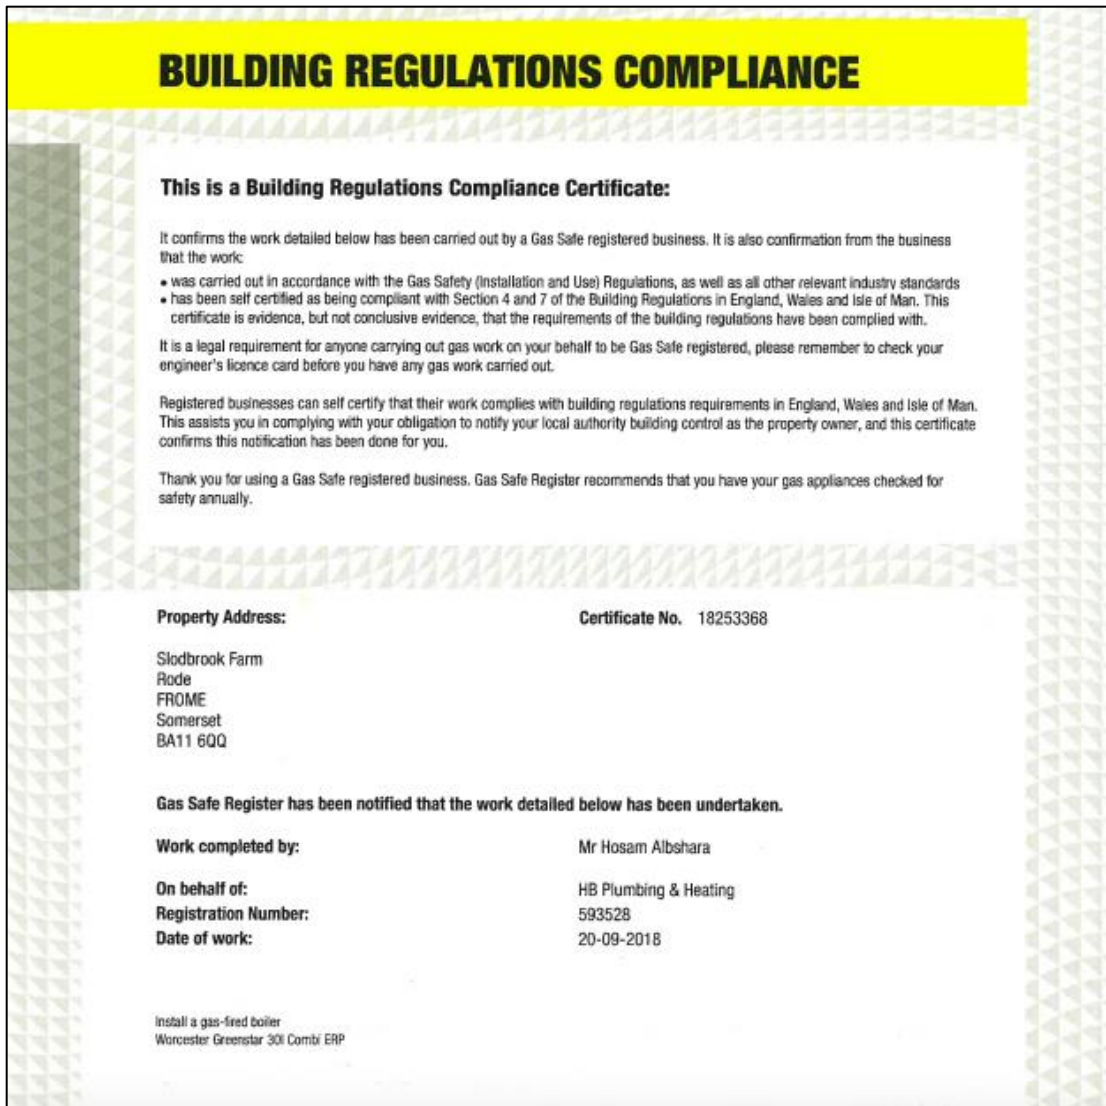 BUILDING REGULATIONS COMPLIANCE
This is a Building Regulations Compliance Certificate:
It confirms the work detailed below has been carried out by a Gas Safe registered business. It is also confirmation from the business
that the work:
• was carried out in accordance with the Gas Safety (Installation and Use) Regulations, as well as all other relevant industry standards
• has been self certified as being compliant with Section 4 and 7 of the Building Regulations in England, Wales and Isle of Man. This
certificate is evidence, but not conclusive evidence, that the requirements of the building regulations have been complied with.
It is a legal requirement for anyone carrying out gas work on your behalf to be Gas Safe registered, please remember to check your
engineer's licence card before you have any gas work carried out.
Registered businesses can self certify that their work complies with building regulations requirements in England, Wales and Isle of Man.
This assists you in complying with your obligation to notify your local authority building control as the property owner, and this certificate
confirms this notification has been done for you.
Thank you for using a Gas Safe registered business. Gas Safe Register recommends that you have your gas appliances checked for
safety annually.
Property Address:
Certificate No. 18253368
Slodbrook Farm
Rode
FROME
Somerset
BA11 6QQ
Gas Safe Register has been notified that the work detailed below has been undertaken.
Work completed by: Mr Hosam Albshara
On behalf of: HB Plumbing & Heating
Registration Number: 593528
Date of work: 20-09-2018
Install a gas-fired boiler
Worcester Greenstar 30I Combi ERP